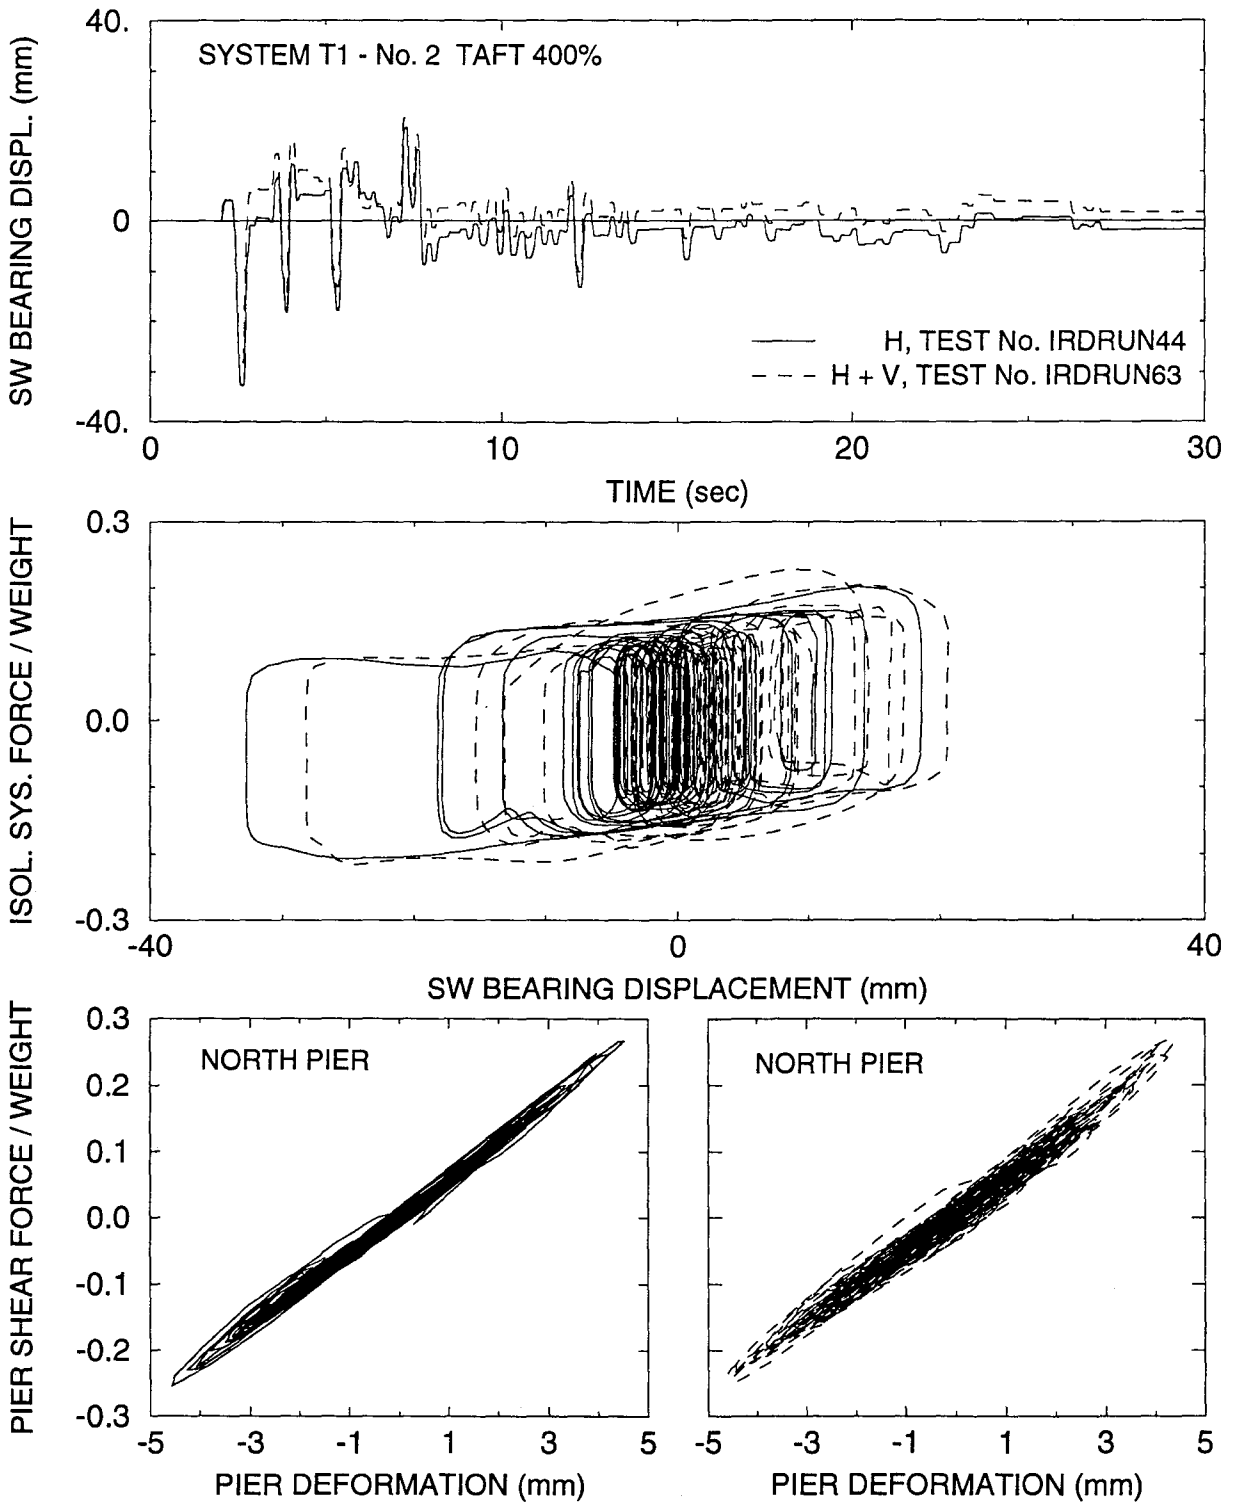 SW BEARING DISPL. (mm)
40.
0
-40.
SYSTEM T1 - No. 2 TAFT 400%
H, TEST No. IRDRUN44
H + V, TEST No. IRDRUN63
0 10 20 30
TIME (sec)
ISOL. SYS. FORCE / WEIGHT
0.3
0.0
-0.3
-40 0 40
SW BEARING DISPLACEMENT (mm)
PIER SHEAR FORCE / WEIGHT
0.3
0.2
0.1
0.0
-0.1
-0.2
-0.3
NORTH PIER
NORTH PIER
-5 -3 -1 1 3 5
-5 -3 -1 1 3 5
PIER DEFORMATION (mm)
PIER DEFORMATION (mm)